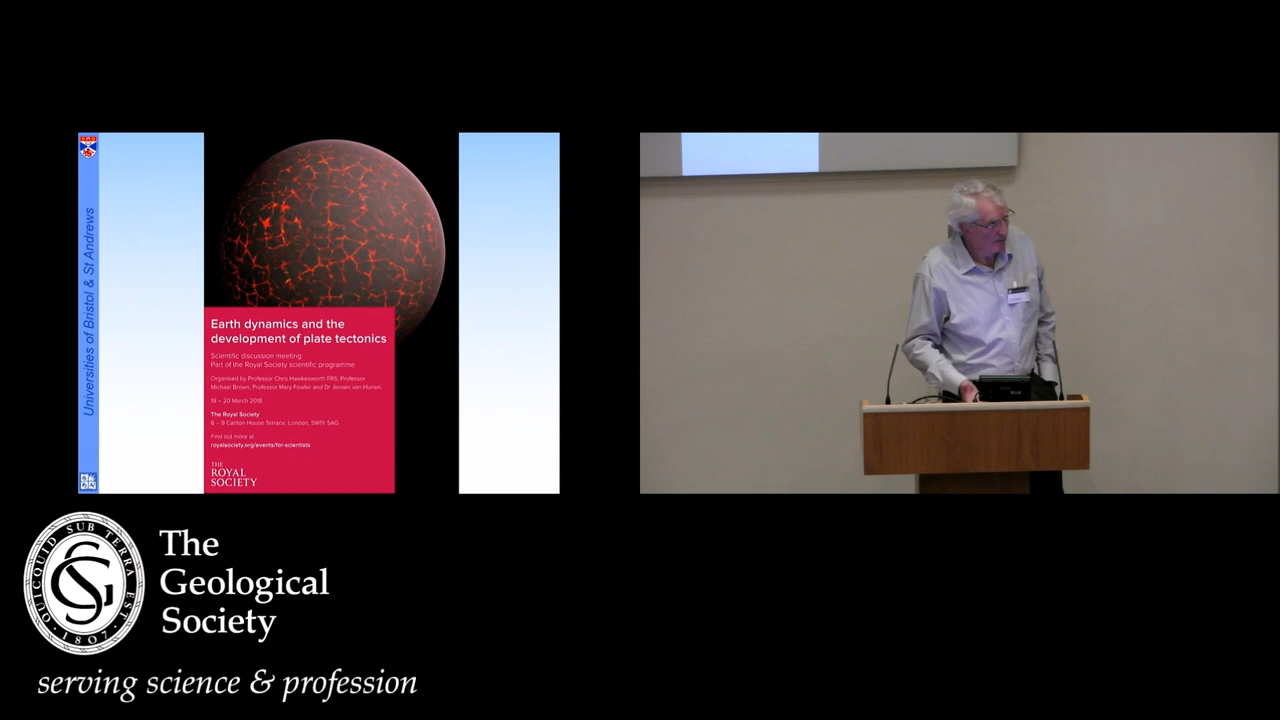 Universities of Bristol & St Andrews
Earth dynamics and the
development of plate tectonics
Scientific discussion meeting
Part of the Royal Society scientific programme
Organised by Professor Chris Hawkesworth FRS, Professor
Michael Brown, Professor Mary Fowler and Dr Jeroen van Hunen.
19 – 20 March 2018
The Royal Society
6 – 9 Carlton House Terrace, London, SW1Y 5AG
Find out more at
royalsociety.org/events/for-scientists
THE
ROYAL
SOCIETY
QUICQUID SUB TERRA EST
· 1807 ·
The
Geological
Society
serving science & profession